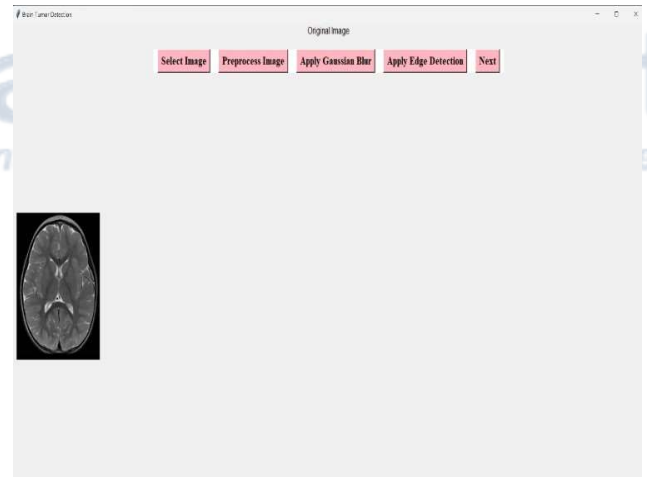 Brain Tumor Detection
Original Image
Select Image Preprocess Image Apply Gaussian Blur Apply Edge Detection Next